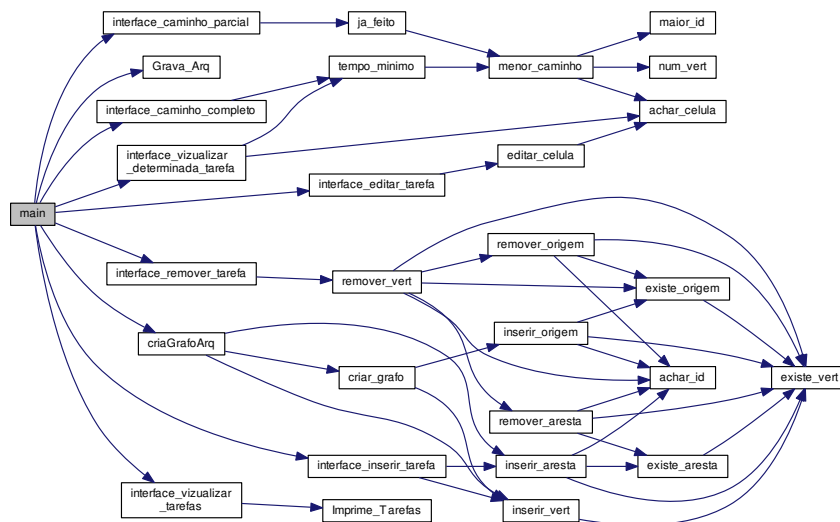 interface_caminho_parcial
ja_feito
maior_id
Grava_Arq
tempo_minimo
menor_caminho
num_vert
interface_caminho_completo
achar_celula
interface_vizualizar
_determinada_tarefa
editar_celula
interface_editar_tarefa
main
remover_origem
interface_remover_tarefa
remover_vert
existe_origem
inserir_origem
criaGrafoArq
criar_grafo
achar_id
existe_vert
remover_aresta
interface_inserir_tarefa
inserir_aresta
existe_aresta
interface_vizualizar
_tarefas
Imprime_Tarefas
inserir_vert